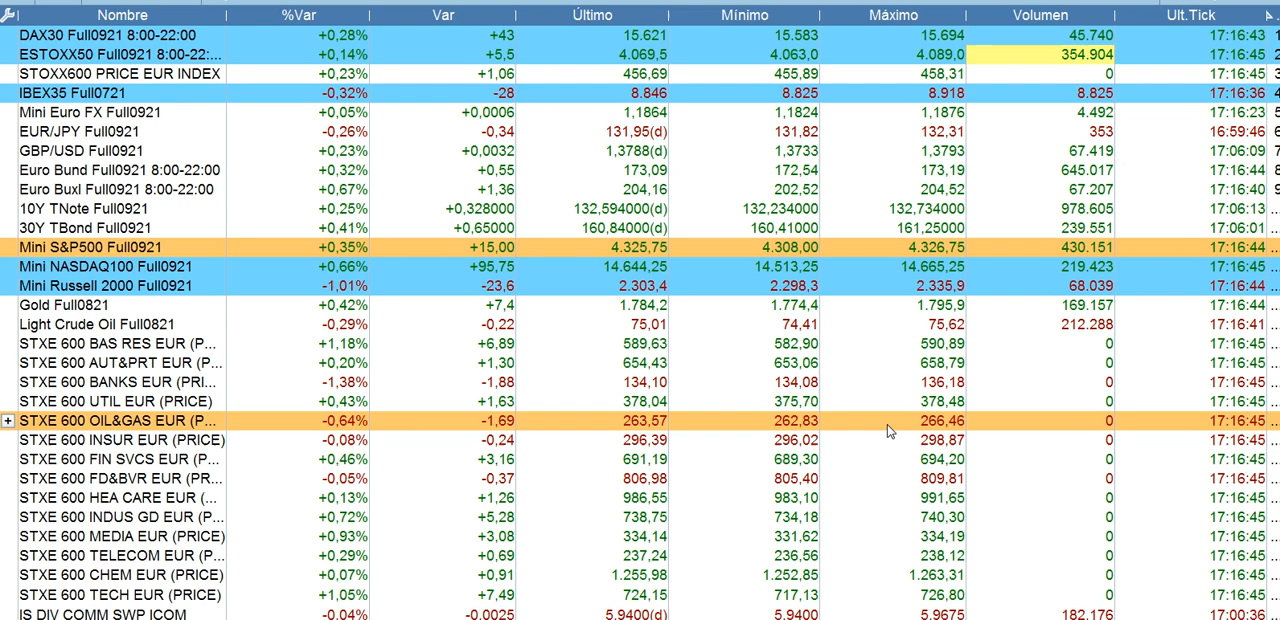 Nombre %Var Var Último Mínimo Máximo Volumen Ult.Tick
DAX30 Full0921 8:00-22:00 +0,28% +43 15.621 15.583 15.694 45.740 17:16:43 1
ESTOXX50 Full0921 8:00-22:... +0,14% +5,5 4.069,5 4.063,0 4.089,0 354.904 17:16:45 2
STOXX600 PRICE EUR INDEX +0,23% +1,06 456,69 455,89 458,31 0 17:16:45 3
IBEX35 Full0721 -0,32% -28 8.846 8.825 8.918 8.825 17:16:36 4
Mini Euro FX Full0921 +0,05% +0,0006 1,1864 1,1824 1,1876 4.492 17:16:23 5
EUR/JPY Full0921 -0,26% -0,34 131,95(d) 131,82 132,31 353 16:59:46 6
GBP/USD Full0921 +0,23% +0,0032 1,3788(d) 1,3733 1,3793 67.419 17:06:09 7
Euro Bund Full0921 8:00-22:00 +0,32% +0,55 173,09 172,54 173,19 645.017 17:16:44 8
Euro Buxl Full0921 8:00-22:00 +0,67% +1,36 204,16 202,52 204,52 67.207 17:16:40 9
10Y TNote Full0921 +0,25% +0,328000 132,594000(d) 132,234000 132,734000 978.605 17:06:13 ...
30Y TBond Full0921 +0,41% +0,65000 160,84000(d) 160,41000 161,25000 239.551 17:06:01 ...
Mini S&P500 Full0921 +0,35% +15,00 4.325,75 4.308,00 4.326,75 430.151 17:16:44 ...
Mini NASDAQ100 Full0921 +0,66% +95,75 14.644,25 14.513,25 14.665,25 219.423 17:16:45 ...
Mini Russell 2000 Full0921 -1,01% -23,6 2.303,4 2.298,3 2.335,9 68.039 17:16:44 ...
Gold Full0821 +0,42% +7,4 1.784,2 1.774,4 1.795,9 169.157 17:16:44 ...
Light Crude Oil Full0821 -0,29% -0,22 75,01 74,41 75,62 212.288 17:16:41 ...
STXE 600 BAS RES EUR (P... +1,18% +6,89 589,63 582,90 590,89 0 17:16:45 ...
STXE 600 AUT&PRT EUR (P... +0,20% +1,30 654,43 653,06 658,79 0 17:16:45 ...
STXE 600 BANKS EUR (PRI... -1,38% -1,88 134,10 134,08 136,18 0 17:16:45 ...
STXE 600 UTIL EUR (PRICE) +0,43% +1,63 378,04 375,70 378,48 0 17:16:45 ...
STXE 600 OIL&GAS EUR (P... -0,64% -1,69 263,57 262,83 266,46 0 17:16:45 ...
STXE 600 INSUR EUR (PRICE) -0,08% -0,24 296,39 296,02 298,87 0 17:16:45 ...
STXE 600 FIN SVCS EUR (P... +0,46% +3,16 691,19 689,30 694,20 0 17:16:45 ...
STXE 600 FD&BVR EUR (PR... -0,05% -0,37 806,98 805,40 809,81 0 17:16:45 ...
STXE 600 HEA CARE EUR (... +0,13% +1,26 986,55 983,10 991,65 0 17:16:45 ...
STXE 600 INDUS GD EUR (P... +0,72% +5,28 738,75 734,18 740,30 0 17:16:45 ...
STXE 600 MEDIA EUR (PRICE) +0,93% +3,08 334,14 331,62 334,19 0 17:16:45 ...
STXE 600 TELECOM EUR (P... +0,29% +0,69 237,24 236,56 238,12 0 17:16:45 ...
STXE 600 CHEM EUR (PRICE) +0,07% +0,91 1.255,98 1.252,85 1.263,31 0 17:16:45 ...
STXE 600 TECH EUR (PRICE) +1,05% +7,49 724,15 717,13 726,80 0 17:16:45 ...
IS DIV COMM SWP ICOM -0,04% -0,0025 5,9400(d) 5,9400 5,9675 182.176 17:00:36 ...